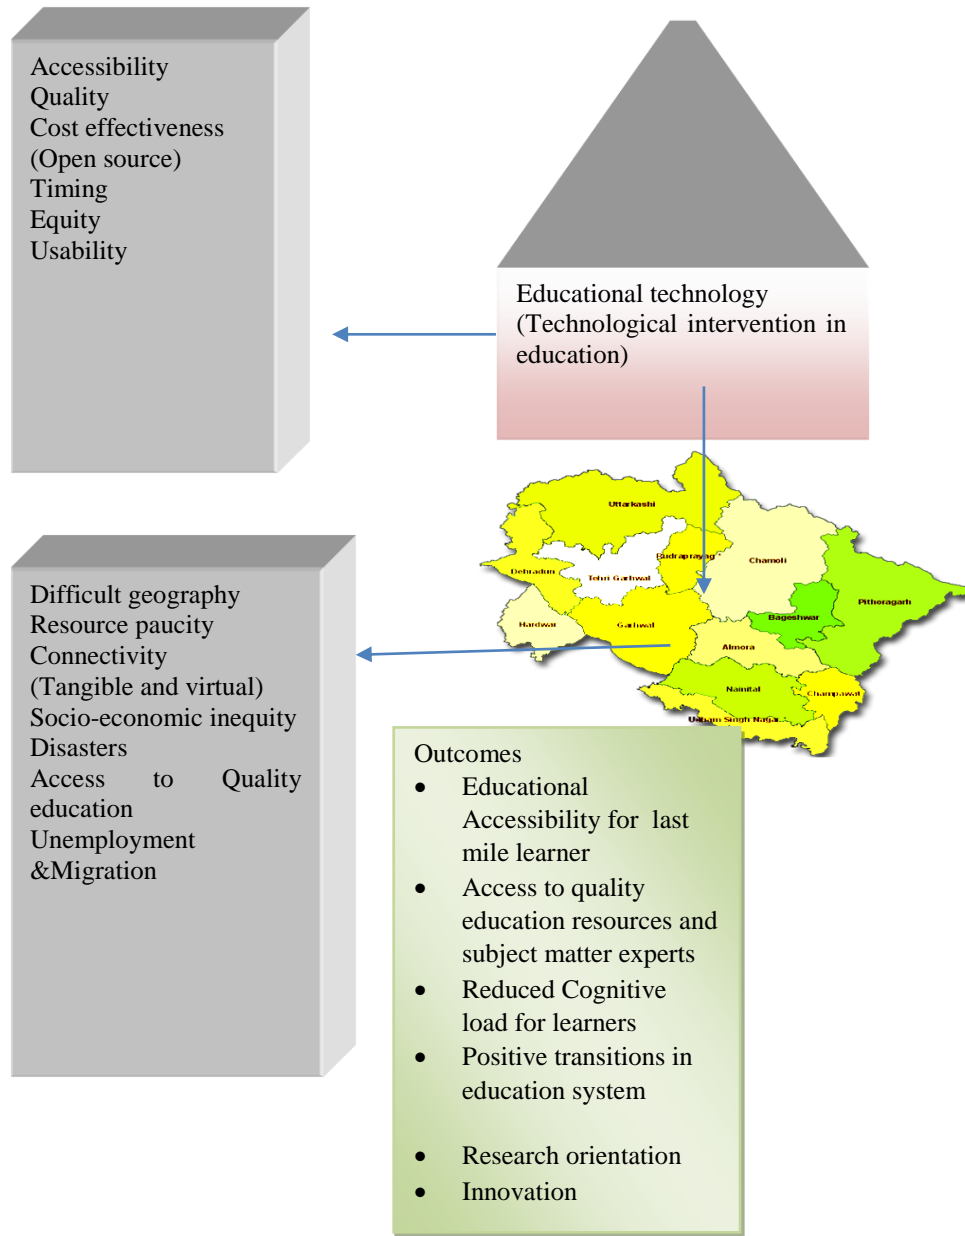 Accessibility
Quality
Cost effectiveness
(Open source)
Timing
Equity
Usability
Educational technology
(Technological intervention in
education)
Uttarkashi
Rudraprayag
Chamoli
Dehradun
Tehri Garhwal
Pithoragarh
Hardwar
Garhwal
Bageshwar
Almora
Nainital
Champawat
Udham Singh Nagar
Difficult geography
Resource paucity
Connectivity
(Tangible and virtual)
Socio-economic inequity
Disasters
Access to Quality
education
Unemployment
&Migration
Outcomes
• Educational
Accessibility for last
mile learner
• Access to quality
education resources and
subject matter experts
• Reduced Cognitive
load for learners
• Positive transitions in
education system
• Research orientation
• Innovation